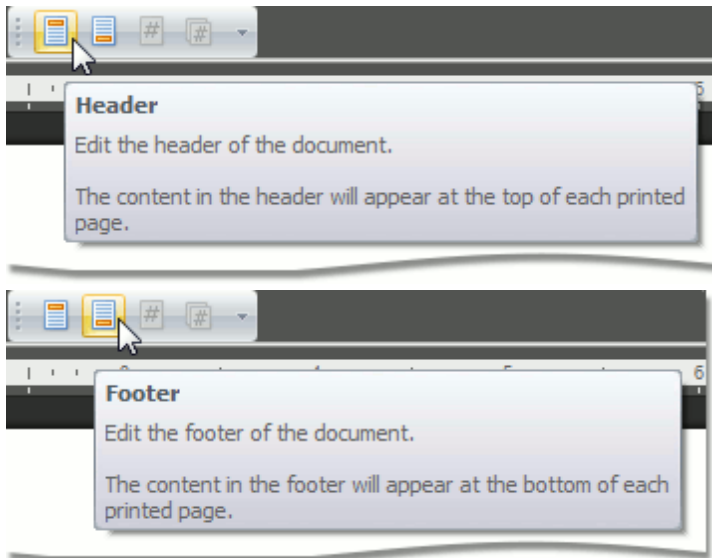 #
#
6
Header
Edit the header of the document.
The content in the header will appear at the top of each printed
page.
#
#
6
Footer
Edit the footer of the document.
The content in the footer will appear at the bottom of each
printed page.